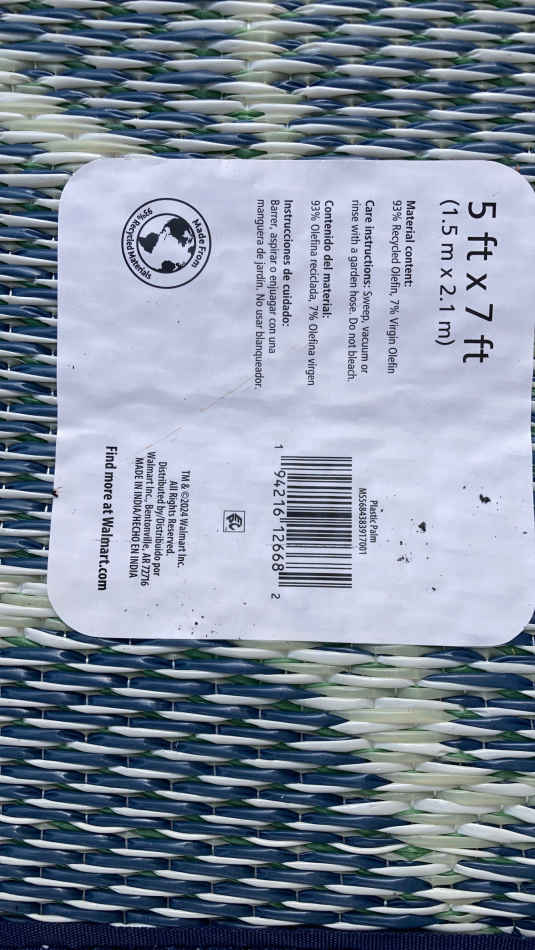 5 ft x 7 ft
(1.5 m x 2.1 m)
Material content:
93% Recycled Olefin, 7% Virgin Olefin
Care instructions: Sweep, vacuum or
rinse with a garden hose. Do not bleach.
Contenido del material:
93% Olefina reciclada, 7% Olefina virgen
Instrucciones de cuidado:
Barrer, aspirar o enjuagar con una
manguera de jardín. No usar blanqueador.
Made From
93% Recycled Materials
Plastic Palm
MS5684383917001
1 94216 12668 2
TM & ©2024 Walmart Inc.
All Rights Reserved.
Distributed by/Distribuido por
Walmart Inc., Bentonville, AR 72716
MADE IN INDIA/HECHO EN INDIA
Find more at Walmart.com